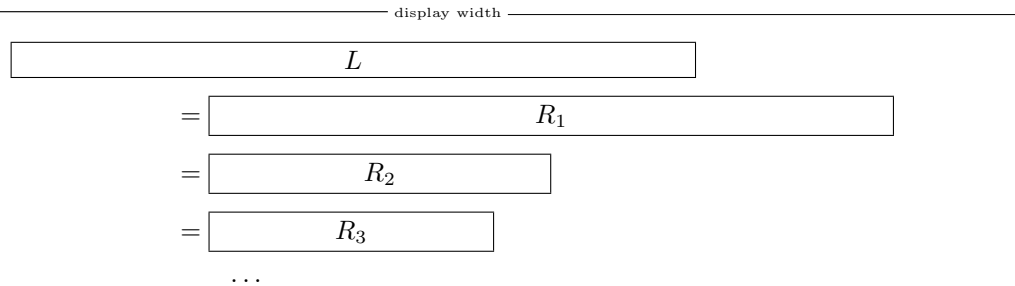 display width
L
= R₁
= R₂
= R₃
...